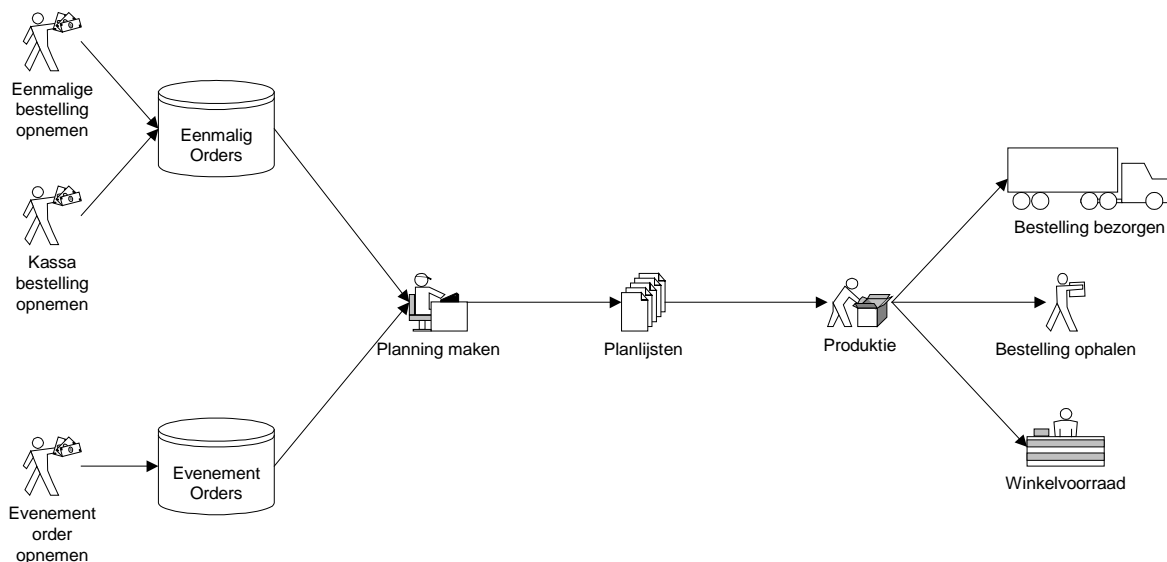 Eenmalige
bestelling
opnemen
Eenmalig
Orders
Kassa
bestelling
opnemen
Bestelling bezorgen
Planning maken
Planlijsten
Produktie
Bestelling ophalen
Evenement
Orders
Winkelvoorraad
Evenement
order
opnemen